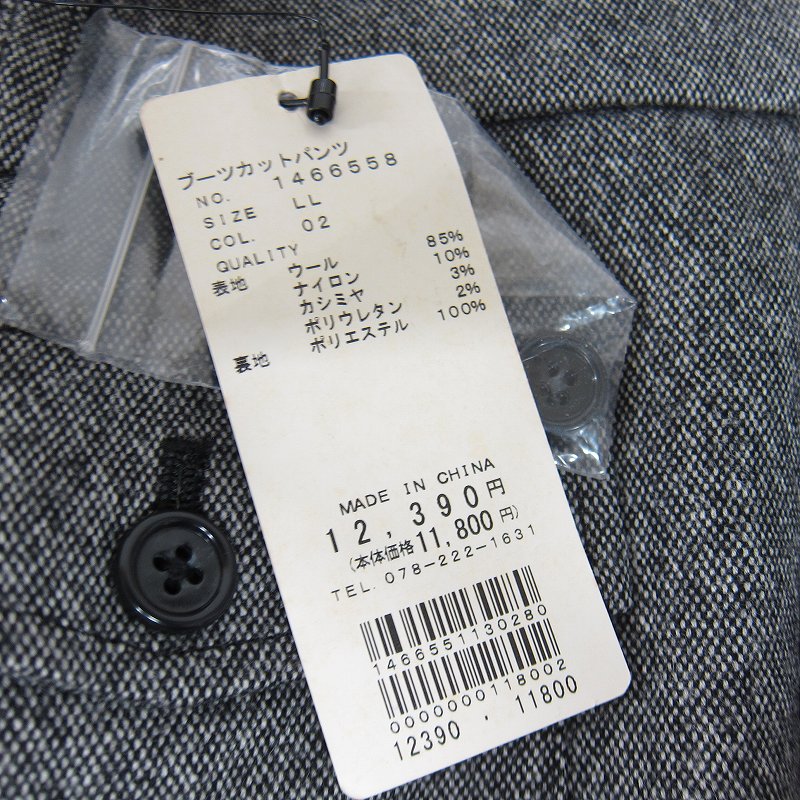 ブーツカットパンツ
NO. 1466558
SIZE LL
COL. 02
QUALITY
表地 ウール 85%
ナイロン 10%
カシミヤ 3%
ポリウレタン 2%
裏地 ポリエステル 100%
MADE IN CHINA
12,390円
(本体価格11,800円)
TEL. 078-222-1631
1466551130280
0000000118002
12390 . 11800